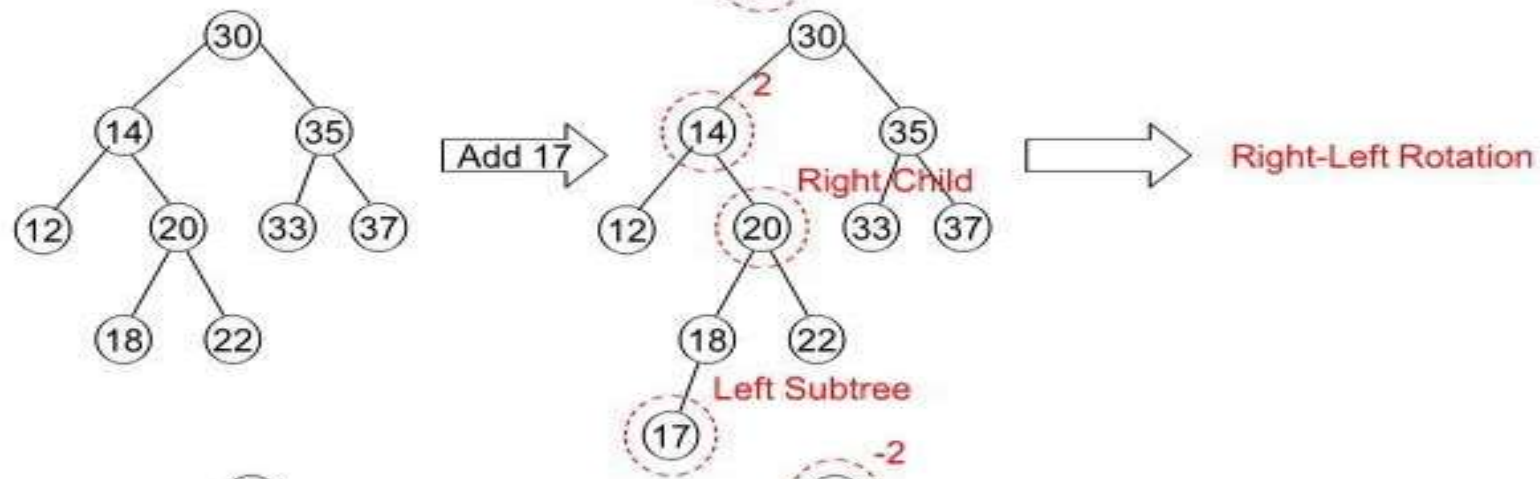 30 30
2
14 35 Add 17 14 35 Right-Left Rotation
Right Child
12 20 33 37 12 20 33 37
18 22 18 22
Left Subtree
17
-2